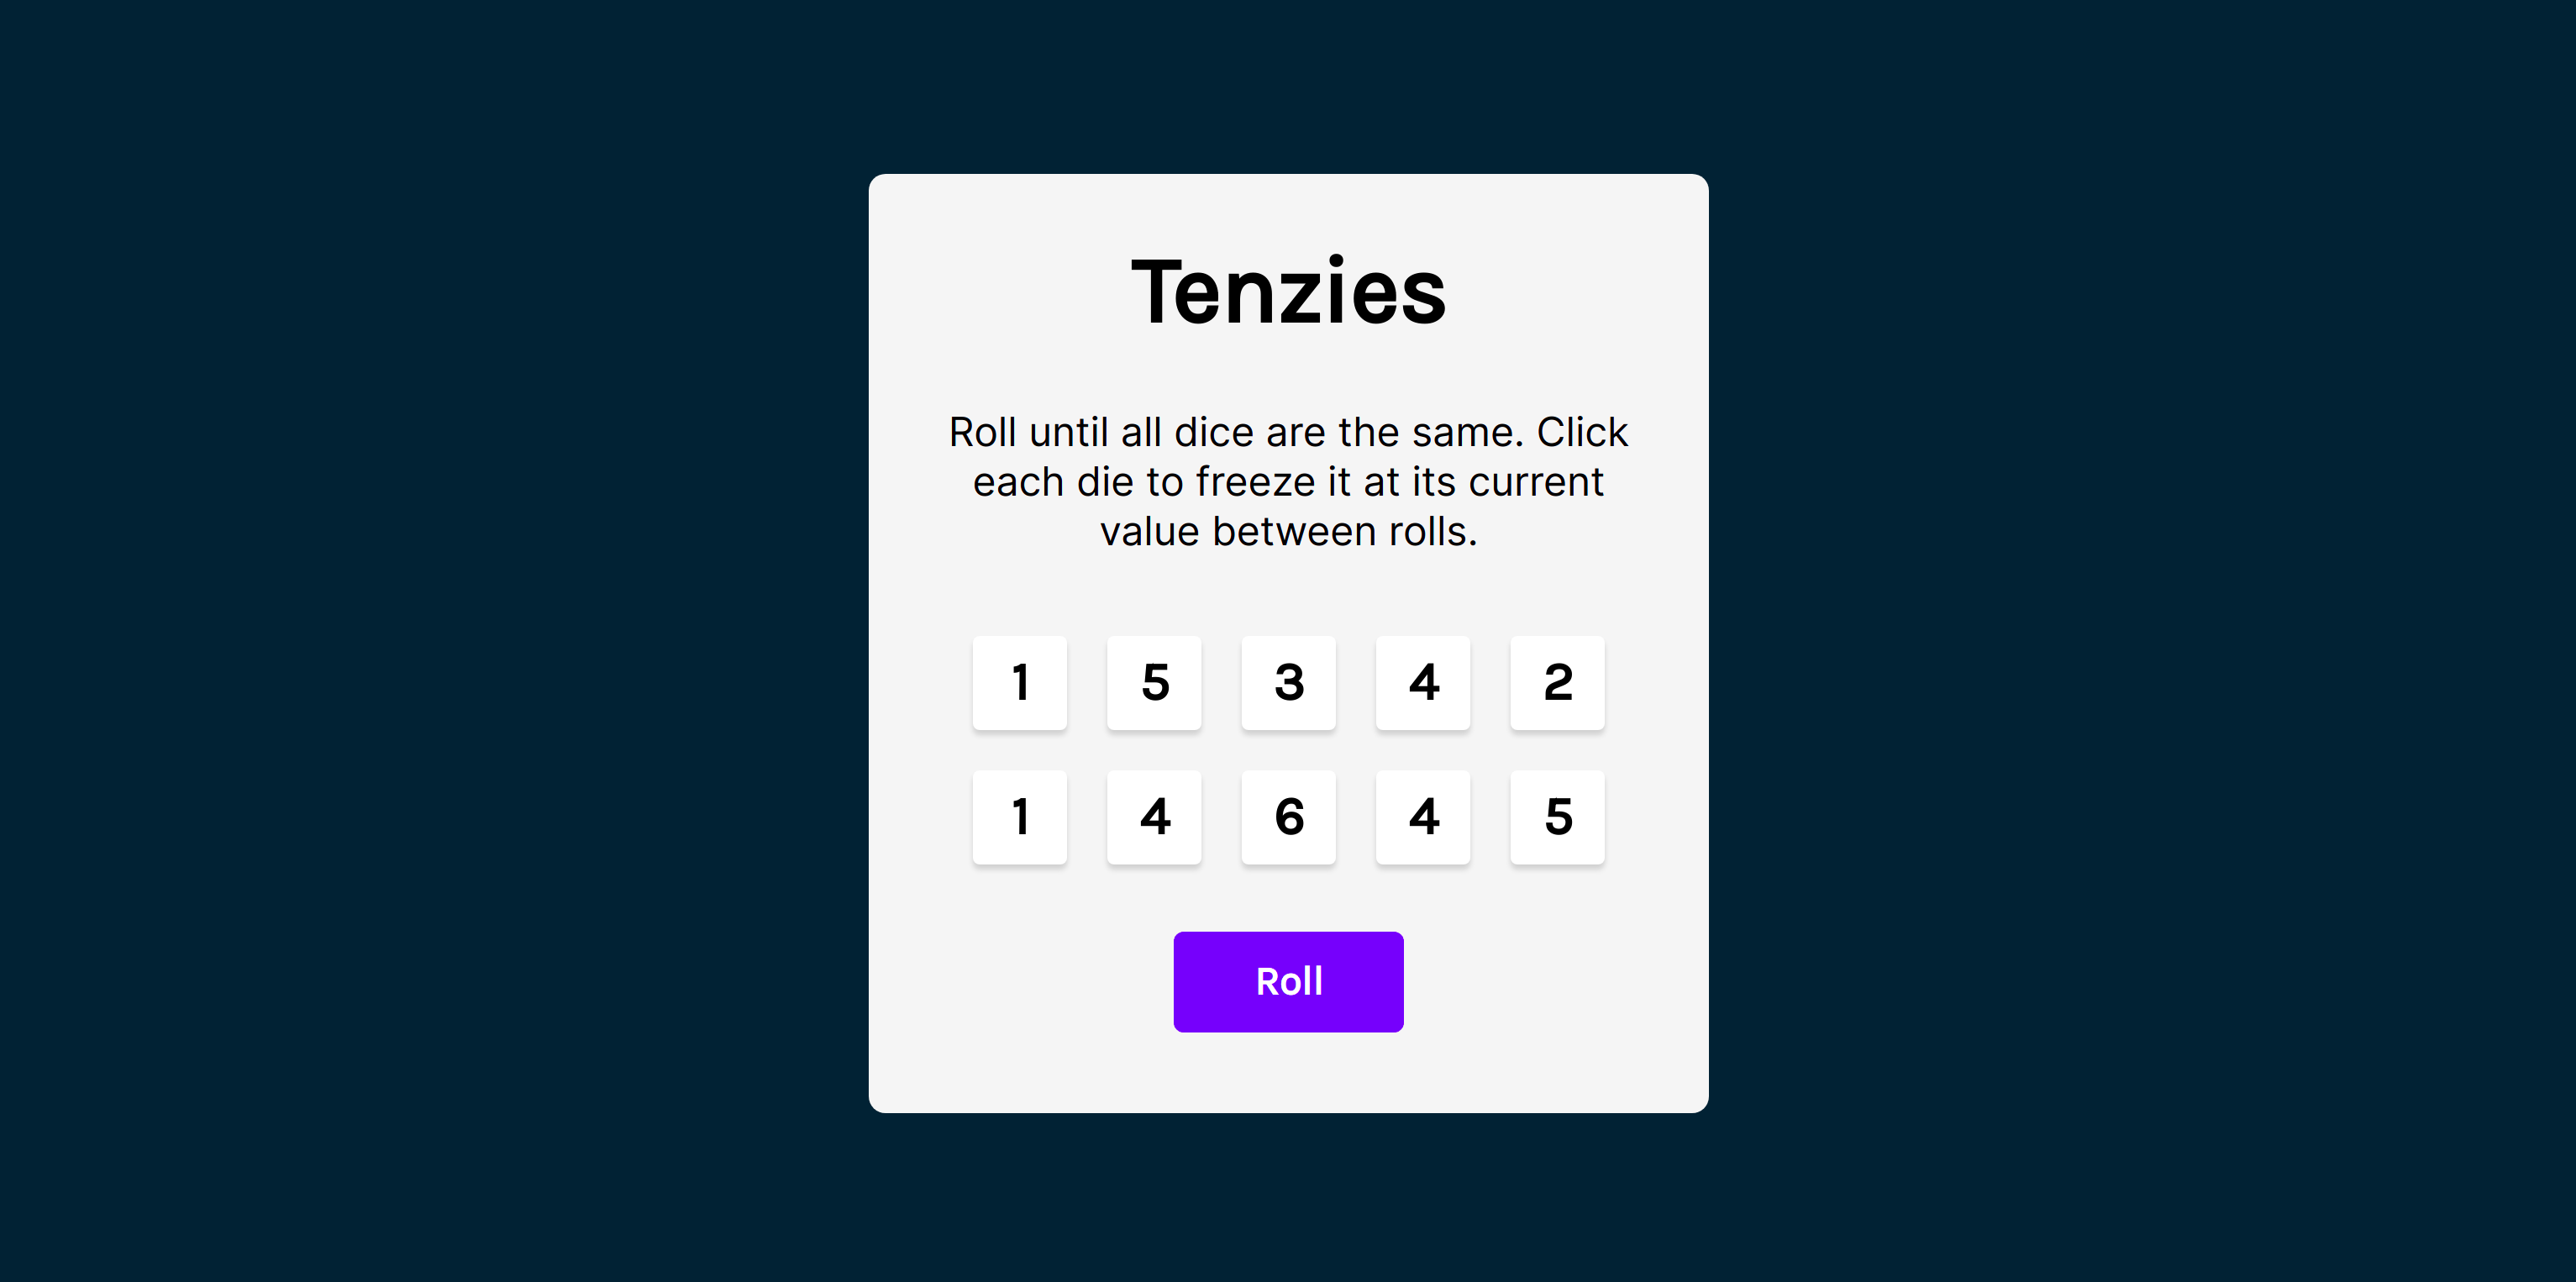 Tenzies
Roll until all dice are the same. Click
each die to freeze it at its current
value between rolls.
1 5 3 4 2
1 4 6 4 5
Roll